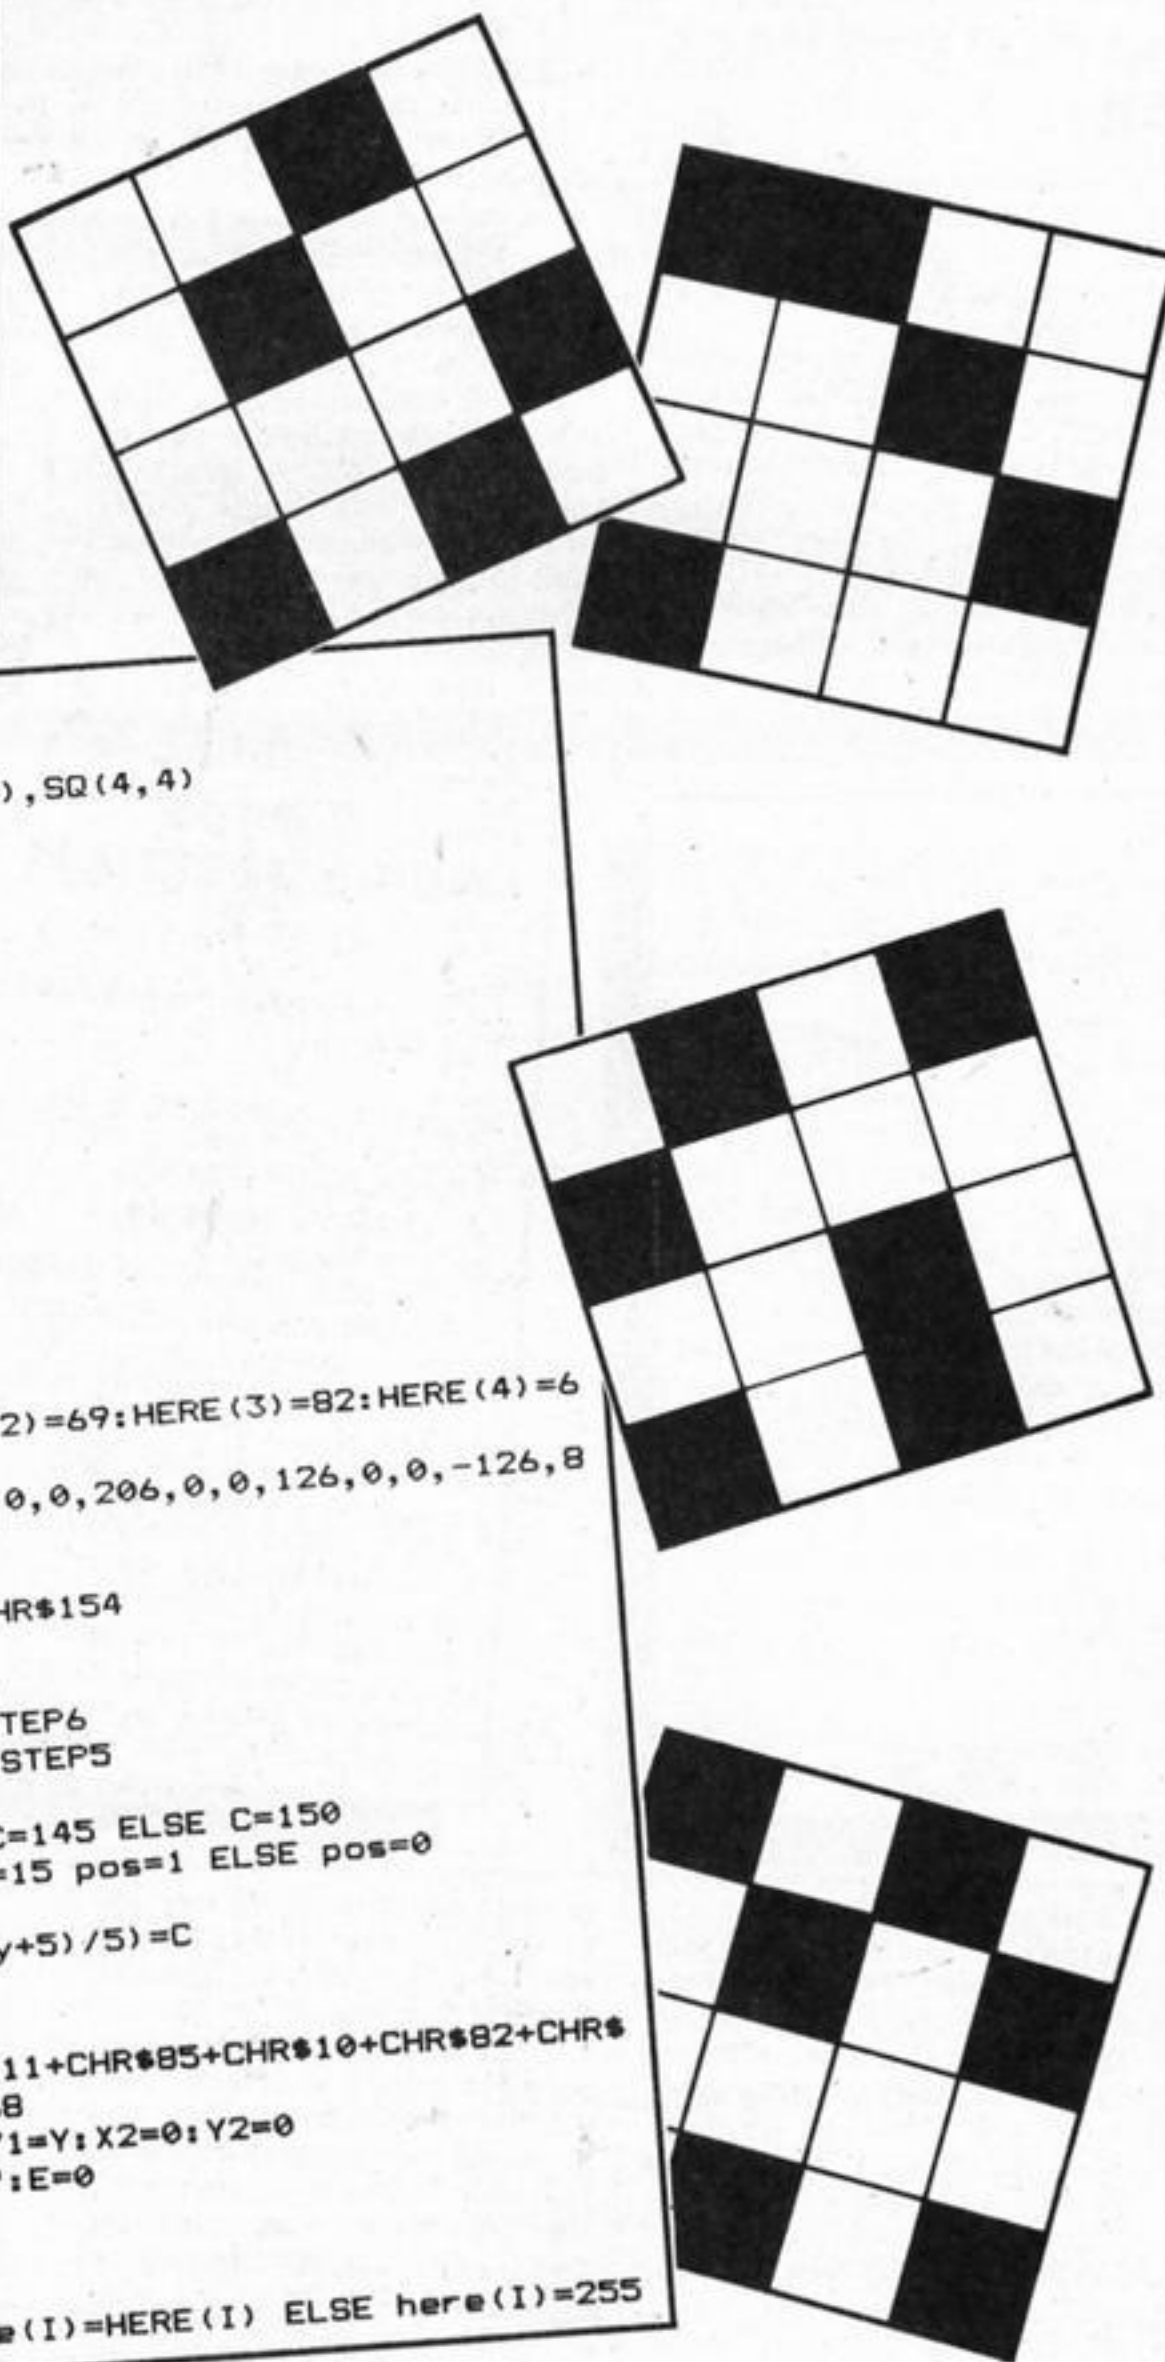 ),SQ(4,4)
2)=69:HERE(3)=82:HERE(4)=6
0,0,206,0,0,126,0,0,-126,8
HR$154
TEP6
STEP5
C=145 ELSE C=150
=15 pos=1 ELSE pos=0
y+5)/5)=C
11+CHR$85+CHR$10+CHR$82+CHR$
8
1=Y:X2=0:Y2=0
:E=0
e(I)=HERE(I) ELSE here(I)=255